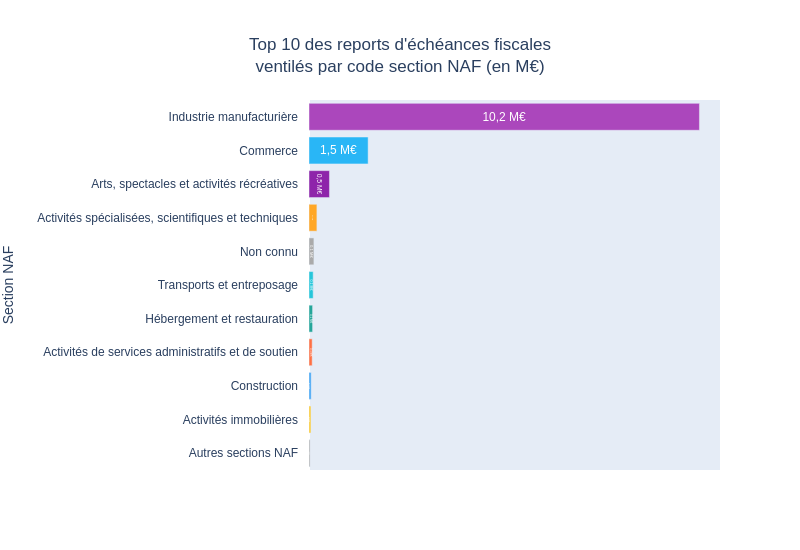 Top 10 des reports d'échéances fiscales
ventilés par code section NAF (en M€)
Section NAF
Industrie manufacturière
10,2 M€
Commerce
1,5 M€
Arts, spectacles et activités récréatives
0,5 M€
Activités spécialisées, scientifiques et techniques
Non connu
Transports et entreposage
Hébergement et restauration
Activités de services administratifs et de soutien
Construction
Activités immobilières
Autres sections NAF